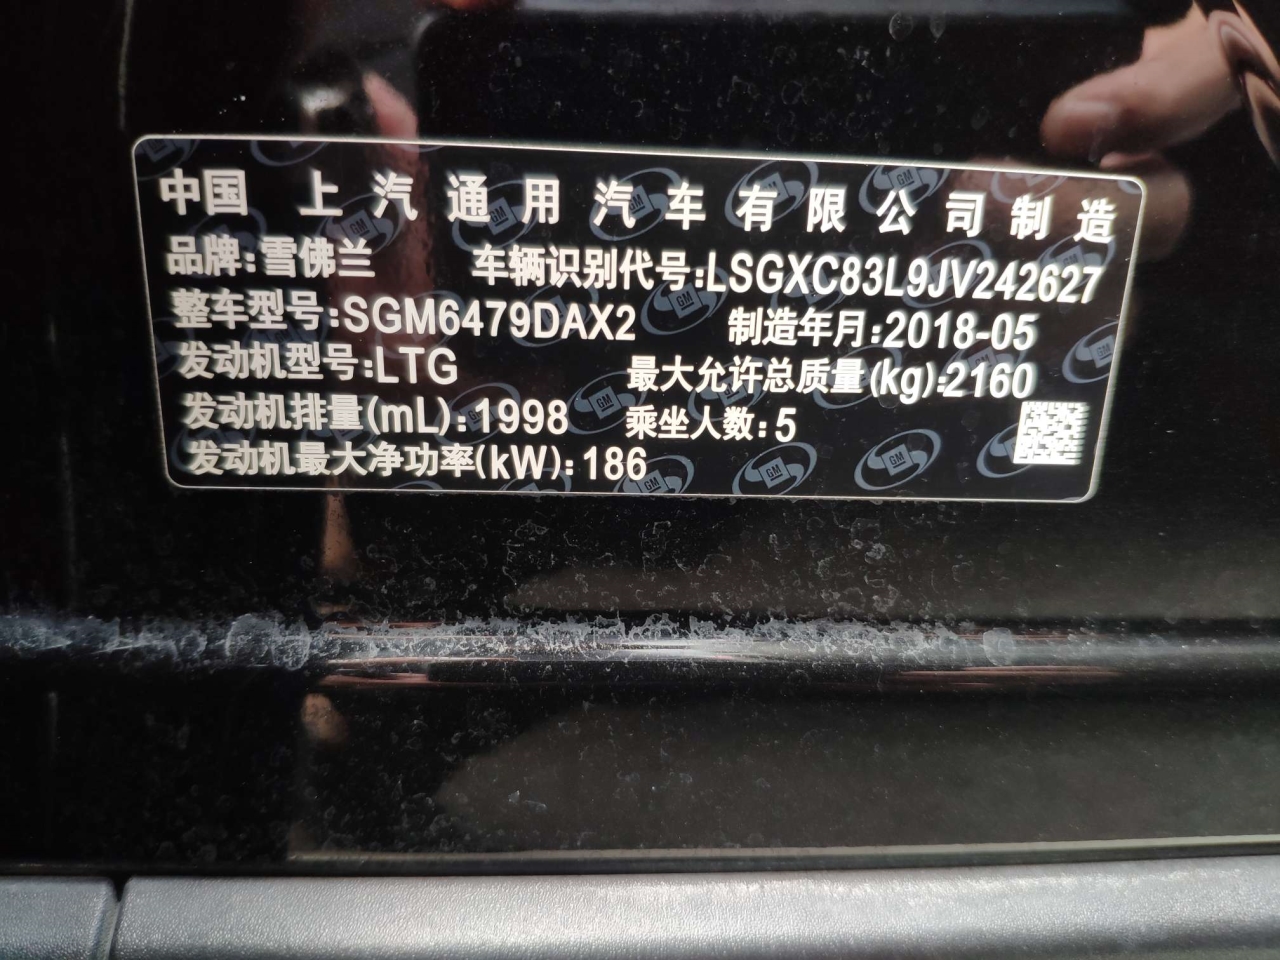 中国 上汽通用汽车有限公司制造
品牌:雪佛兰 车辆识别代号:LSGXC83L9JV242627
整车型号:SGM6479DAX2 制造年月:2018-05
发动机型号:LTG 最大允许总质量(kg):2160
发动机排量(mL):1998 乘坐人数:5
发动机最大净功率(kW):186
GM